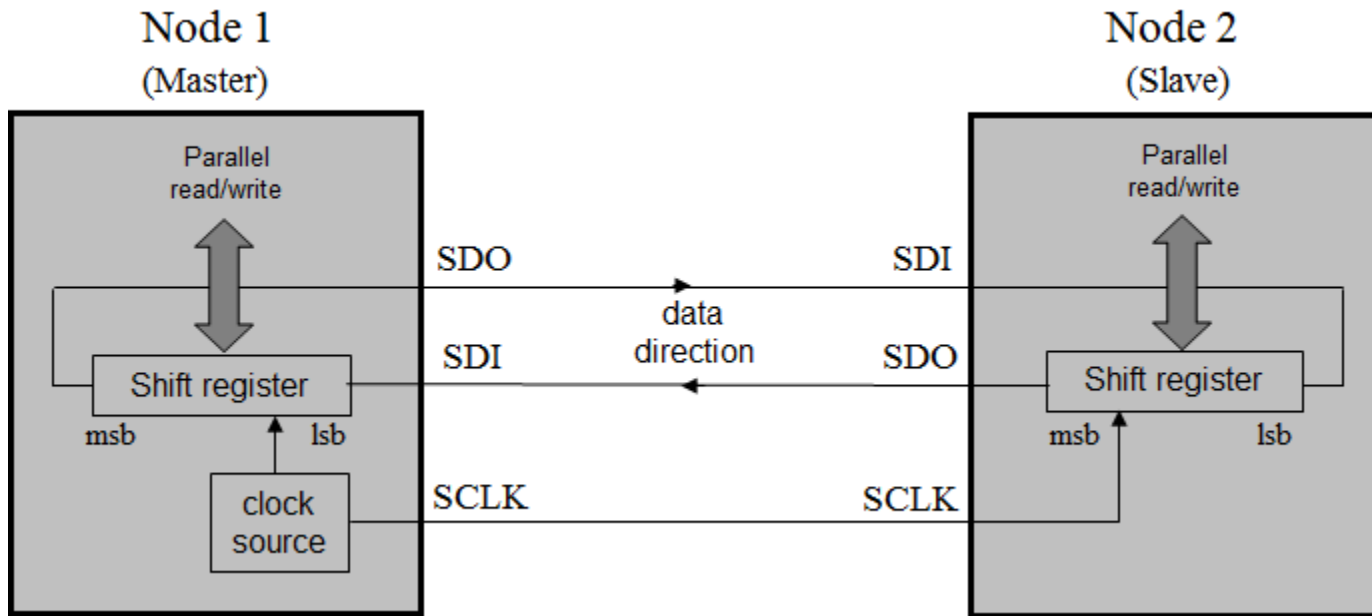 Node 1
(Master)
Node 2
(Slave)
Parallel
read/write
Parallel
read/write
SDO
SDI
data
direction
SDI
SDO
Shift register
Shift register
msb
lsb
msb
lsb
clock
source
SCLK
SCLK